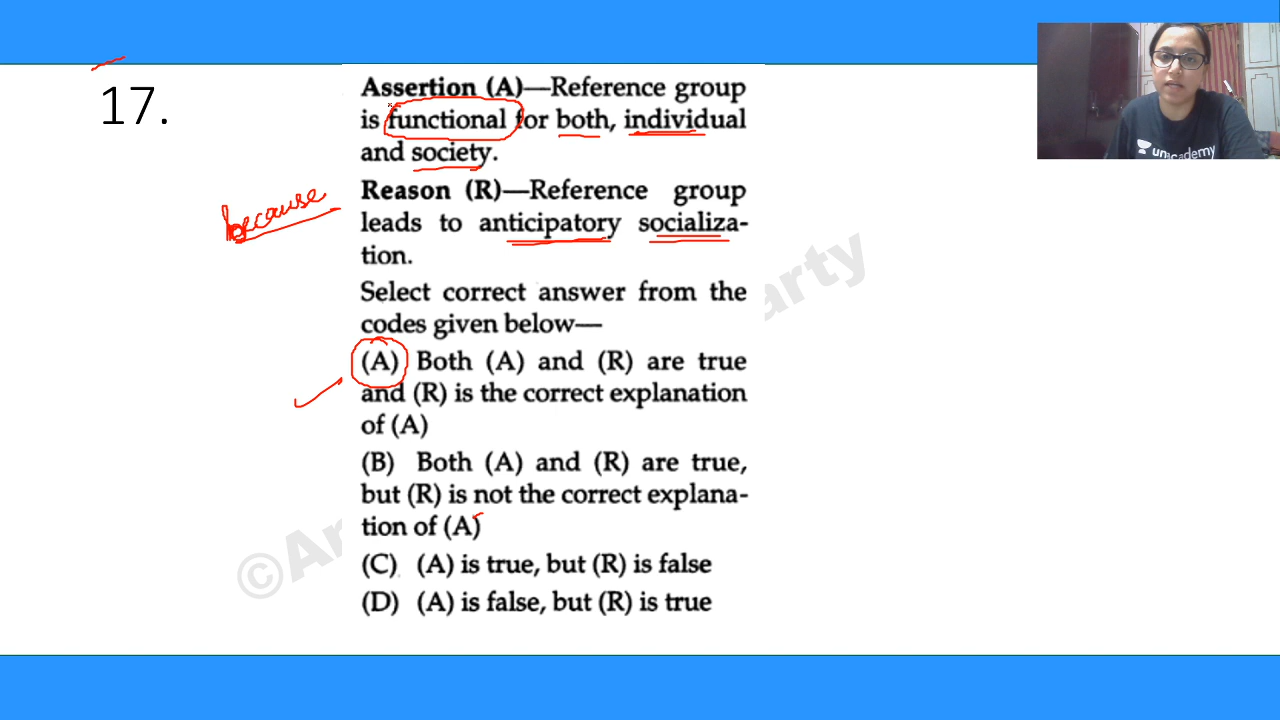 17.
Assertion (A)—Reference group
is functional for both, individual
and society.
because
Reason (R)—Reference group
leads to anticipatory socializa-
tion.
Select correct answer from the
codes given below—
(A) Both (A) and (R) are true
and (R) is the correct explanation
of (A)
(B) Both (A) and (R) are true,
but (R) is not the correct explana-
tion of (A)
(C) (A) is true, but (R) is false
(D) (A) is false, but (R) is true
unacademy